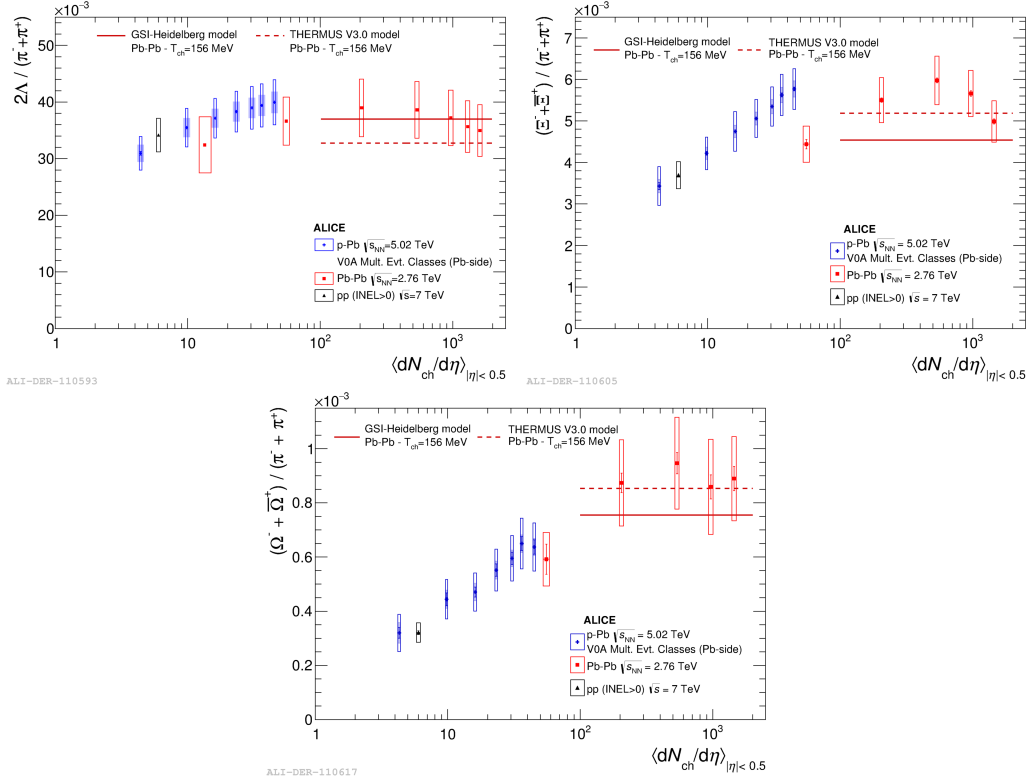 ×10⁻³
2Λ / (π⁻+π⁺)
50
40
30
20
10
0
GSI-Heidelberg model
Pb-Pb - T_ch=156 MeV
THERMUS V3.0 model
Pb-Pb - T_ch=156 MeV
ALICE
p-Pb √s_NN=5.02 TeV
V0A Mult. Evt. Classes (Pb-side)
Pb-Pb √s_NN=2.76 TeV
pp (INEL>0) √s=7 TeV
1
10
10²
10³
⟨dN_ch/dη⟩_|η|< 0.5
ALI-DER-110593
×10⁻³
(Ξ⁻+Ξ̅⁺) / (π⁻+π⁺)
7
6
5
4
3
2
1
0
GSI-Heidelberg model
Pb-Pb - T_ch=156 MeV
THERMUS V3.0 model
Pb-Pb - T_ch=156 MeV
ALICE
p-Pb √s_NN = 5.02 TeV
V0A Mult. Evt. Classes (Pb-side)
Pb-Pb √s_NN = 2.76 TeV
pp (INEL>0) √s = 7 TeV
1
10
10²
10³
⟨dN_ch/dη⟩_|η|< 0.5
ALI-DER-110605
×10⁻³
(Ω⁻ + Ω̅⁺) / (π⁻ + π⁺)
1
0.8
0.6
0.4
0.2
0
GSI-Heidelberg model
Pb-Pb - T_ch=156 MeV
THERMUS V3.0 model
Pb-Pb - T_ch=156 MeV
ALICE
p-Pb √s_NN = 5.02 TeV
V0A Mult. Evt. Classes (Pb-side)
Pb-Pb √s_NN = 2.76 TeV
pp (INEL>0) √s = 7 TeV
1
10
10²
10³
⟨dN_ch/dη⟩_|η|< 0.5
ALI-DER-110617